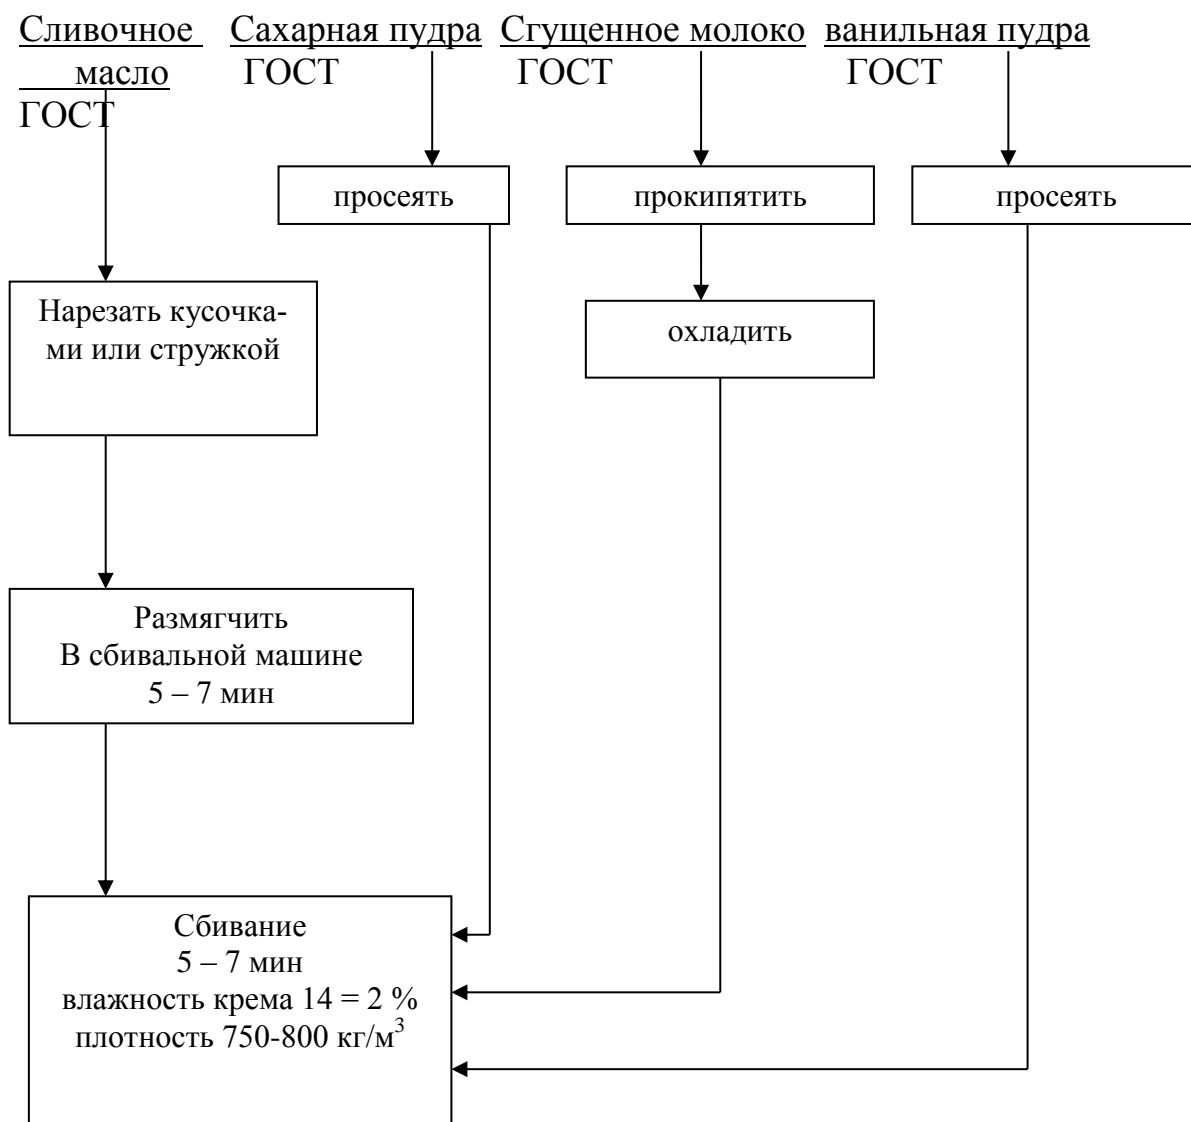 Сливочное Сахарная пудра Сгущенное молоко ванильная пудра
масло ГОСТ ГОСТ ГОСТ
ГОСТ
просеять прокипятить просеять
Нарезать кусочка-
ми или стружкой
охладить
Размягчить
В сбивальной машине
5 – 7 мин
Сбивание
5 – 7 мин
влажность крема 14 = 2 %
плотность 750-800 кг/м³